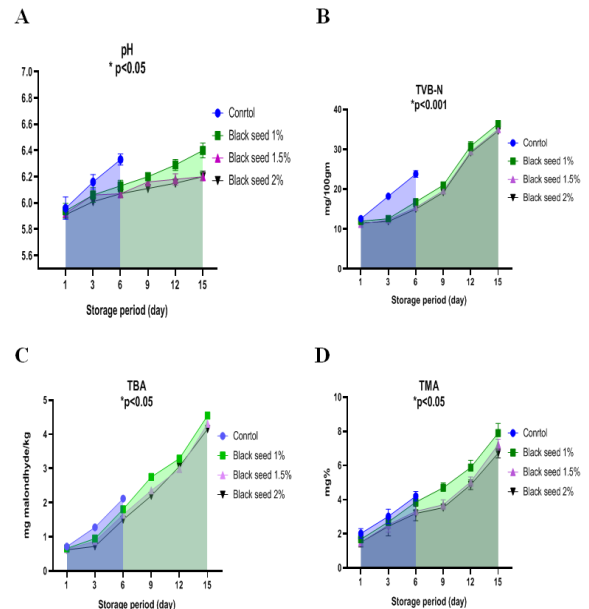 A
pH
* p<0.05
7.0
6.8
6.6
6.4
6.2
6.0
5.8
5.6
1 3 6 9 12 15
Storage period (day)
Conrtol
Black seed 1%
Black seed 1.5%
Black seed 2%
B
TVB-N
*p<0.001
mg/100gm
40
30
20
10
0
1 3 6 9 12 15
Storage period (day)
Conrtol
Black seed 1%
Black seed 1.5%
Black seed 2%
C
TBA
*p<0.05
mg malondhyde/kg
5
4
3
2
1
0
1 3 6 9 12 15
Storage period (day)
Conrtol
Black seed 1%
Black seed 1.5%
Black seed 2%
D
TMA
*p<0.05
mg%
10
8
6
4
2
0
1 3 6 9 12 15
Storage period (day)
Conrtol
Black seed 1%
Black seed 1.5%
Black seed 2%